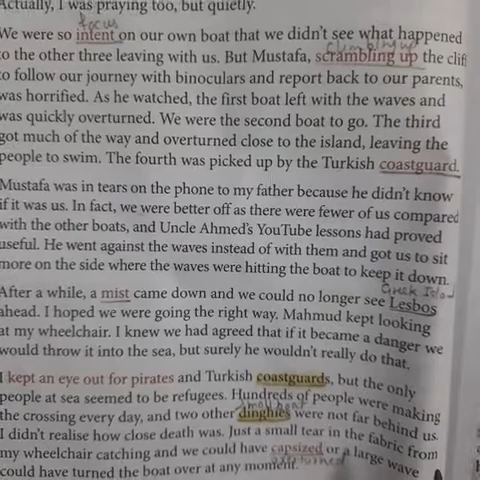 Actually, I was praying too, but quietly.
focus
We were so intent on our own boat that we didn't see what happened
climbing up
to the other three leaving with us. But Mustafa, scrambling up the cliff
to follow our journey with binoculars and report back to our parents,
was horrified. As he watched, the first boat left with the waves and
was quickly overturned. We were the second boat to go. The third
got much of the way and overturned close to the island, leaving the
people to swim. The fourth was picked up by the Turkish coastguard.
Mustafa was in tears on the phone to my father because he didn't know
if it was us. In fact, we were better off as there were fewer of us compared
with the other boats, and Uncle Ahmed's YouTube lessons had proved
useful. He went against the waves instead of with them and got us to sit
more on the side where the waves were hitting the boat to keep it down.
Greek Island
After a while, a mist came down and we could no longer see Lesbos
ahead. I hoped we were going the right way. Mahmud kept looking
at my wheelchair. I knew we had agreed that if it became a danger we
would throw it into the sea, but surely he wouldn't really do that.
I kept an eye out for pirates and Turkish coastguards, but the only
people at sea seemed to be refugees. Hundreds of people were making
small boat
the crossing every day, and two other dinghies were not far behind us.
I didn't realise how close death was. Just a small tear in the fabric from
my wheelchair catching and we could have capsized or a large wave
overturned
could have turned the boat over at any moment.